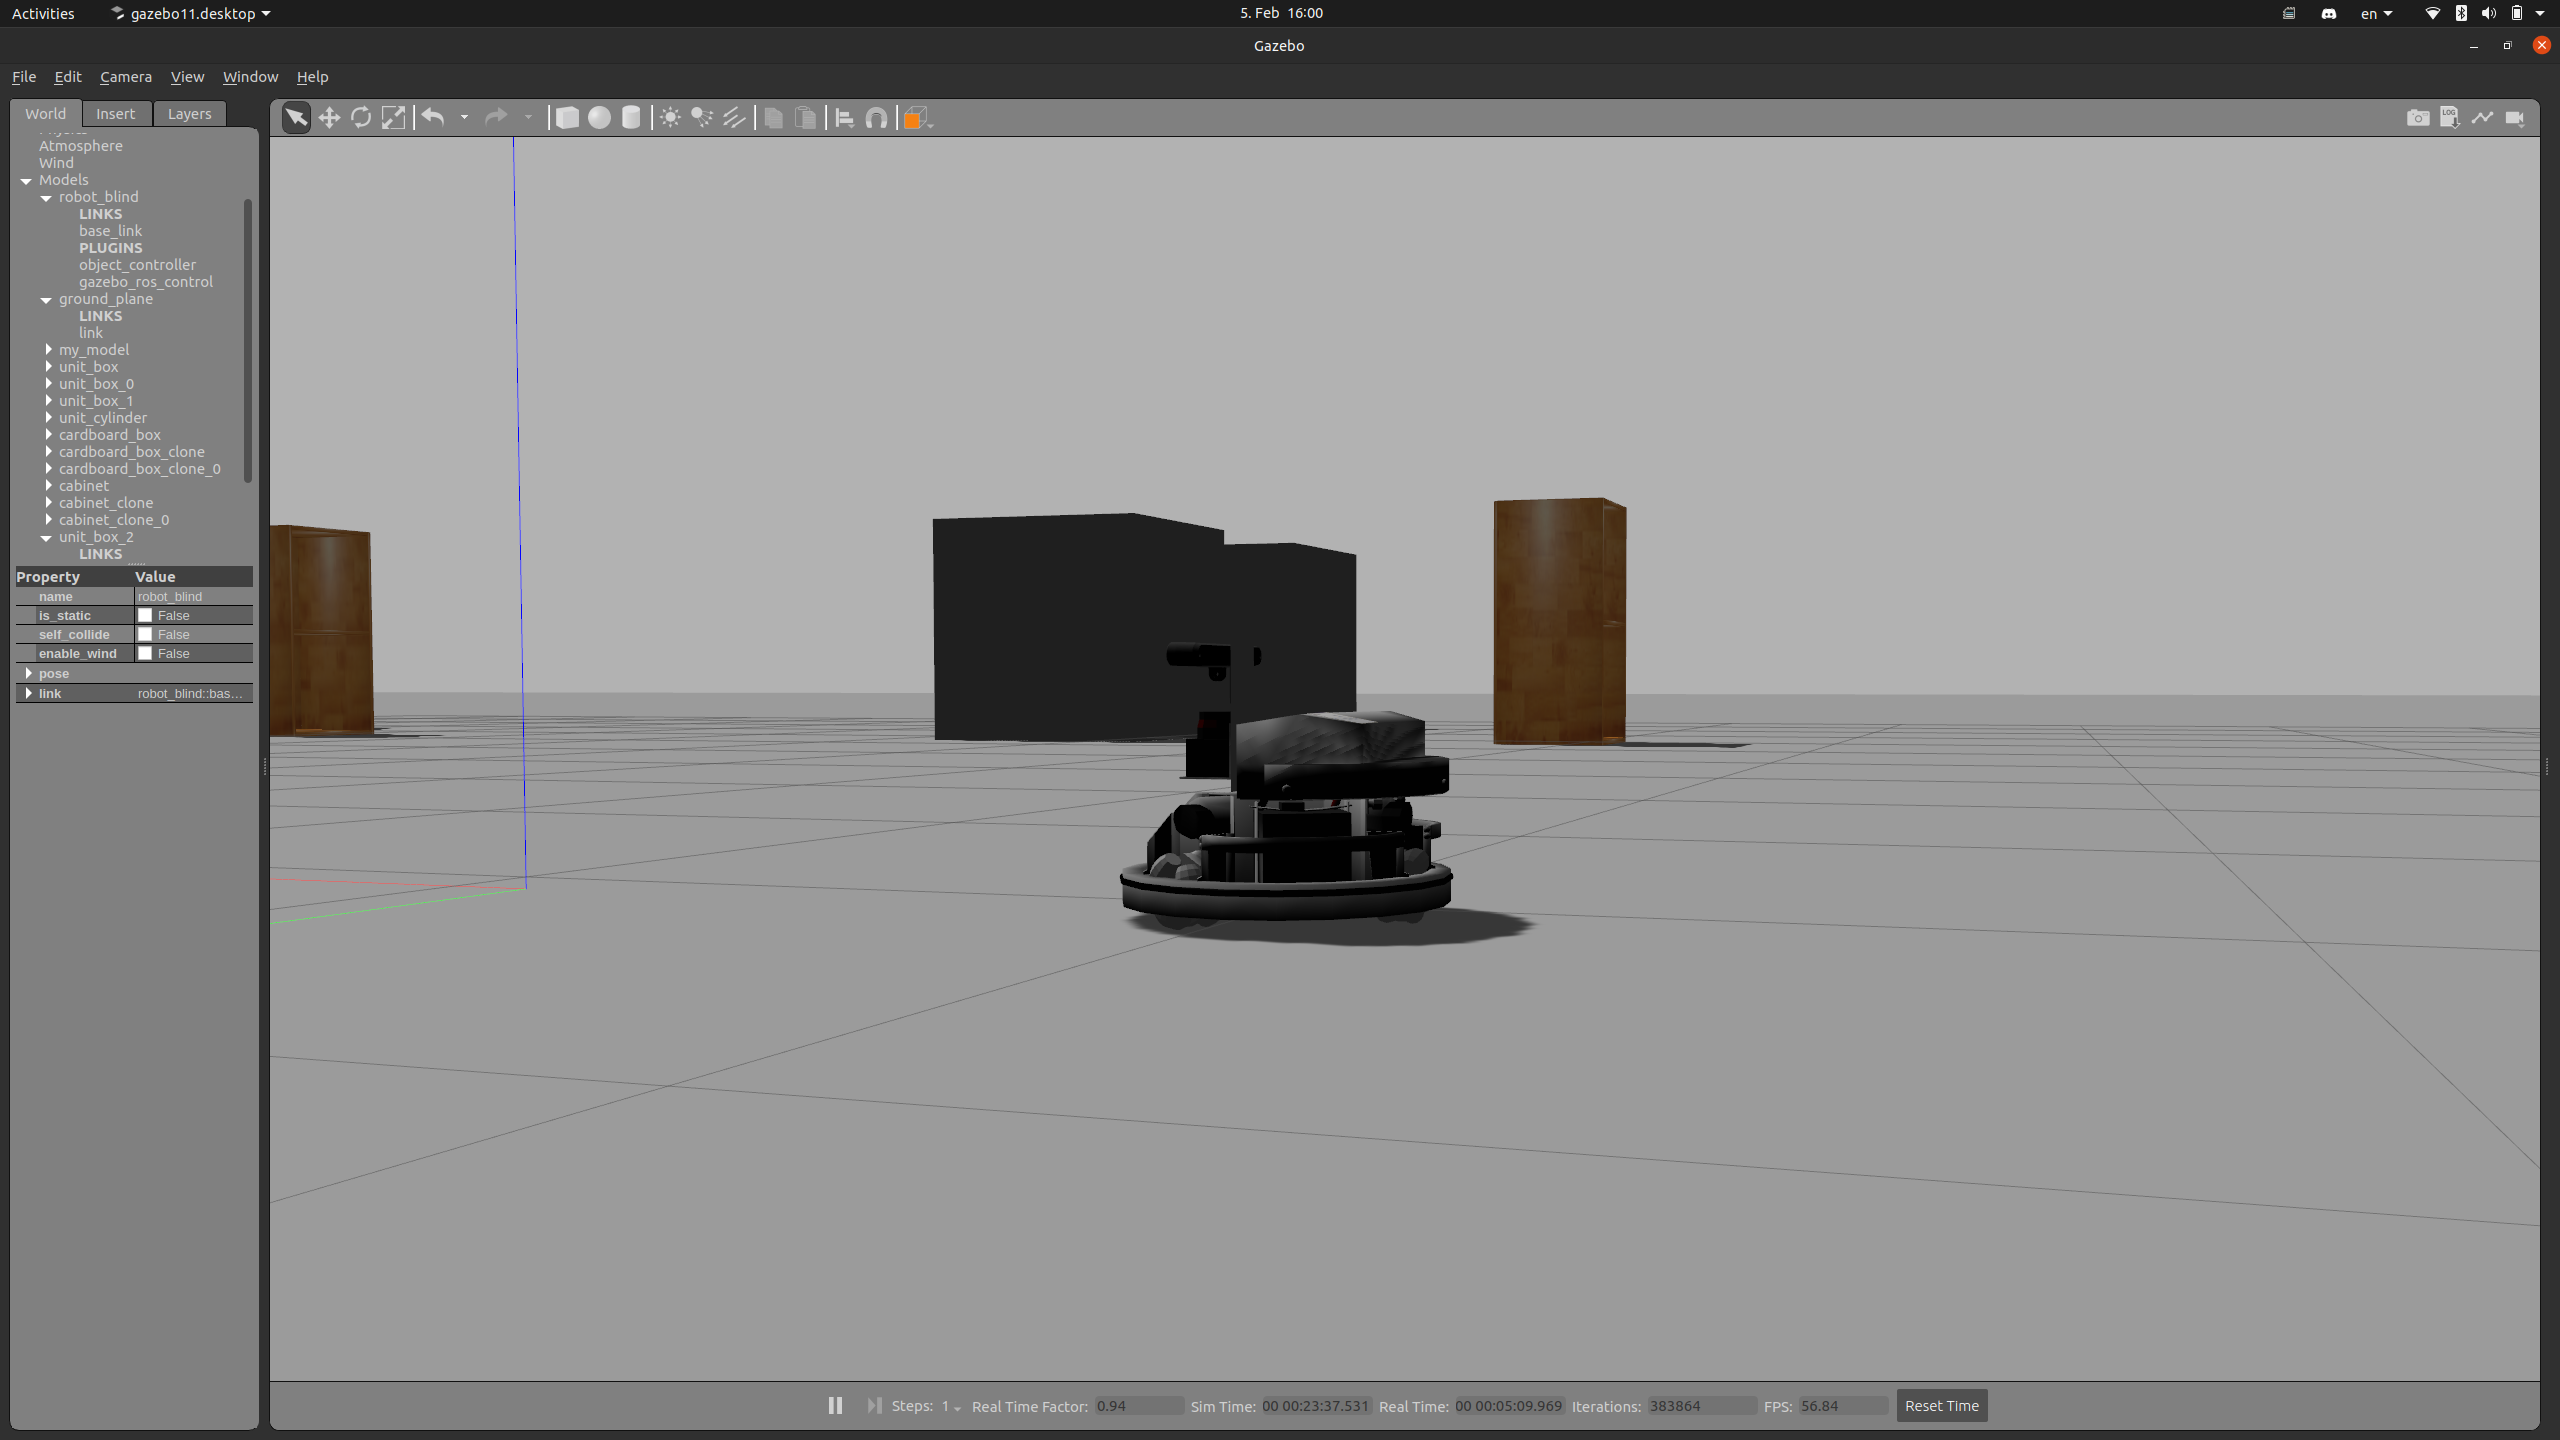 Activities gazebo11.desktop 5. Feb 16:00 en
Gazebo
File Edit Camera View Window Help
World Insert Layers
Physics
Atmosphere
Wind
Models
robot_blind
LINKS
base_link
PLUGINS
object_controller
gazebo_ros_control
ground_plane
LINKS
link
my_model
unit_box
unit_box_0
unit_box_1
unit_cylinder
cardboard_box
cardboard_box_clone
cardboard_box_clone_0
cabinet
cabinet_clone
cabinet_clone_0
unit_box_2
LINKS
Property Value
name robot_blind
is_static False
self_collide False
enable_wind False
pose
link robot_blind::bas...
LOG
Steps: 1 Real Time Factor: 0.94 Sim Time: 00 00:23:37.531 Real Time: 00 00:05:09.969 Iterations: 383864 FPS: 56.84 Reset Time